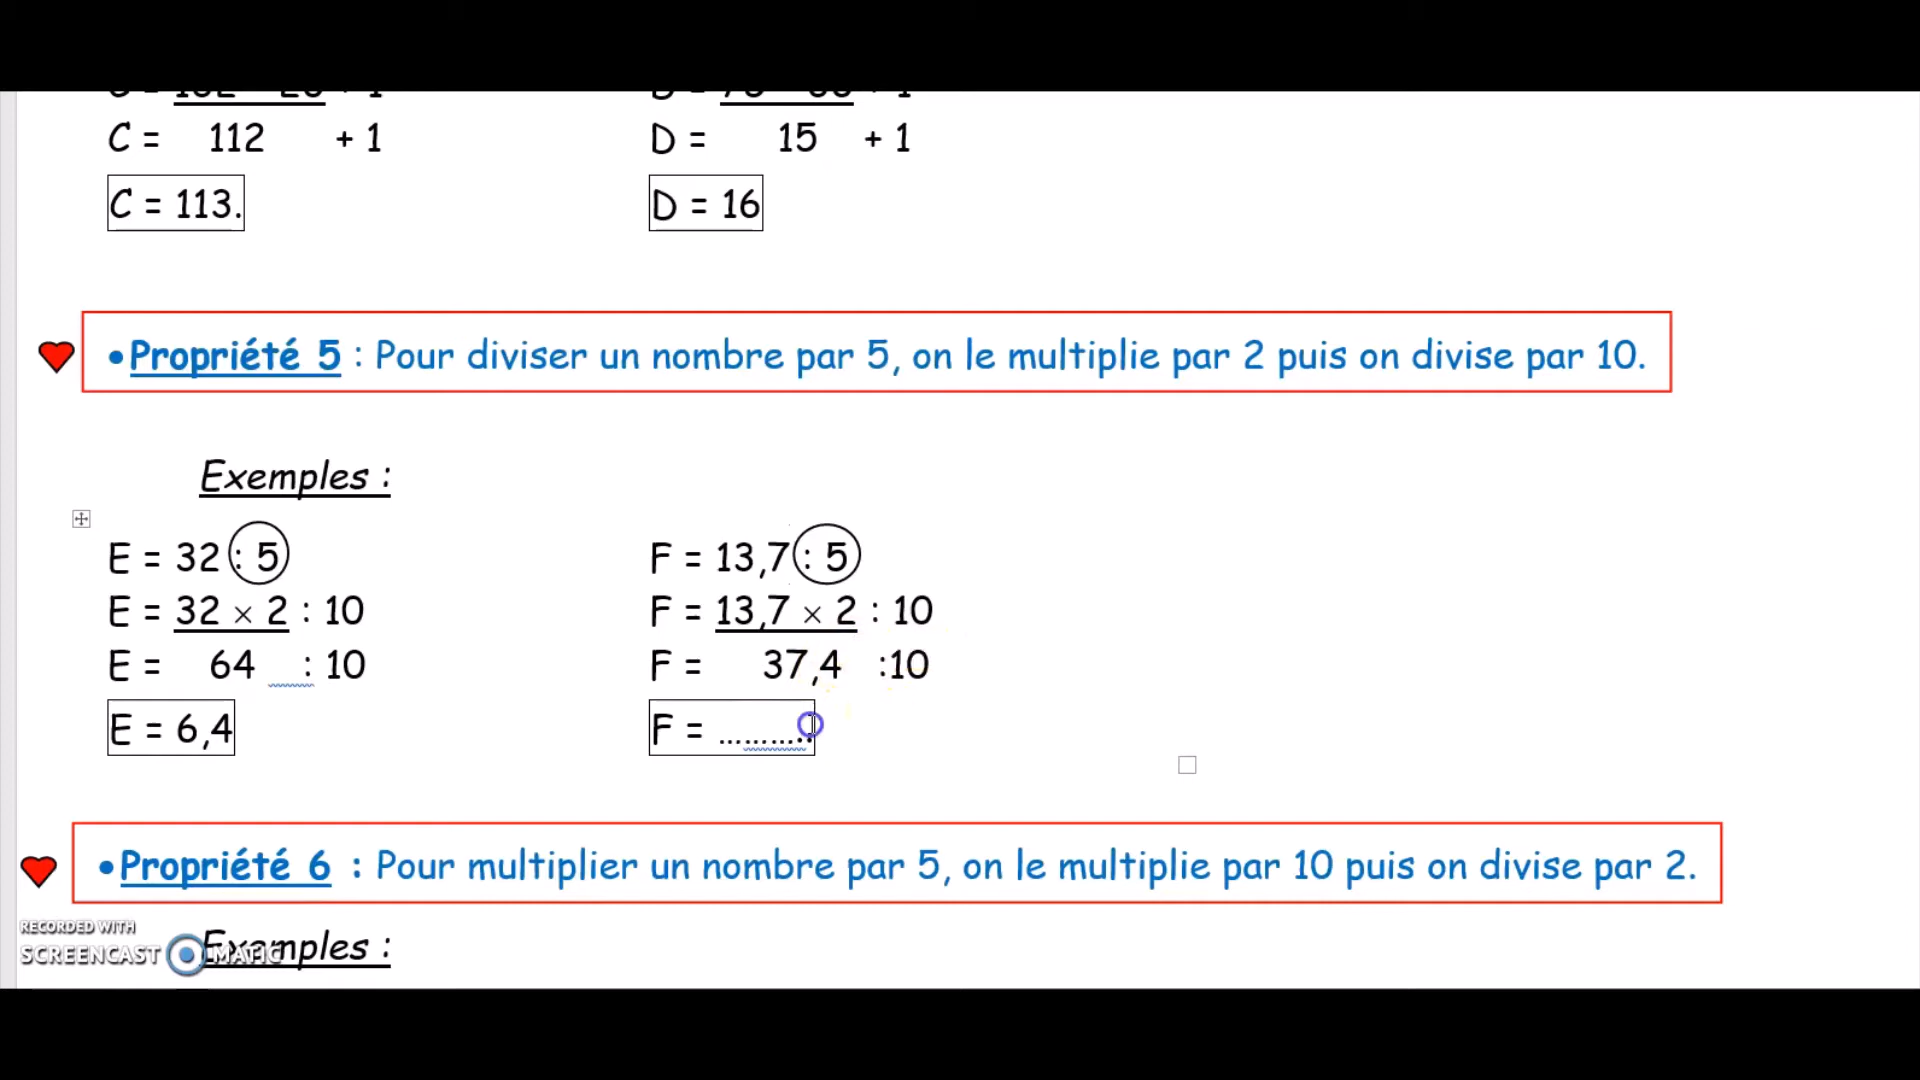 C = 112 + 1
D = 15 + 1
C = 113.
D = 16
•Propriété 5 : Pour diviser un nombre par 5, on le multiplie par 2 puis on divise par 10.
Exemples :
E = 32 : 5
F = 13,7 : 5
E = 32 × 2 : 10
F = 13,7 × 2 : 10
E = 64 : 10
F = 37,4 :10
E = 6,4
F = ...........
•Propriété 6 : Pour multiplier un nombre par 5, on le multiplie par 10 puis on divise par 2.
RECORDED WITH
SCREENCAST MATIC
Exemples :